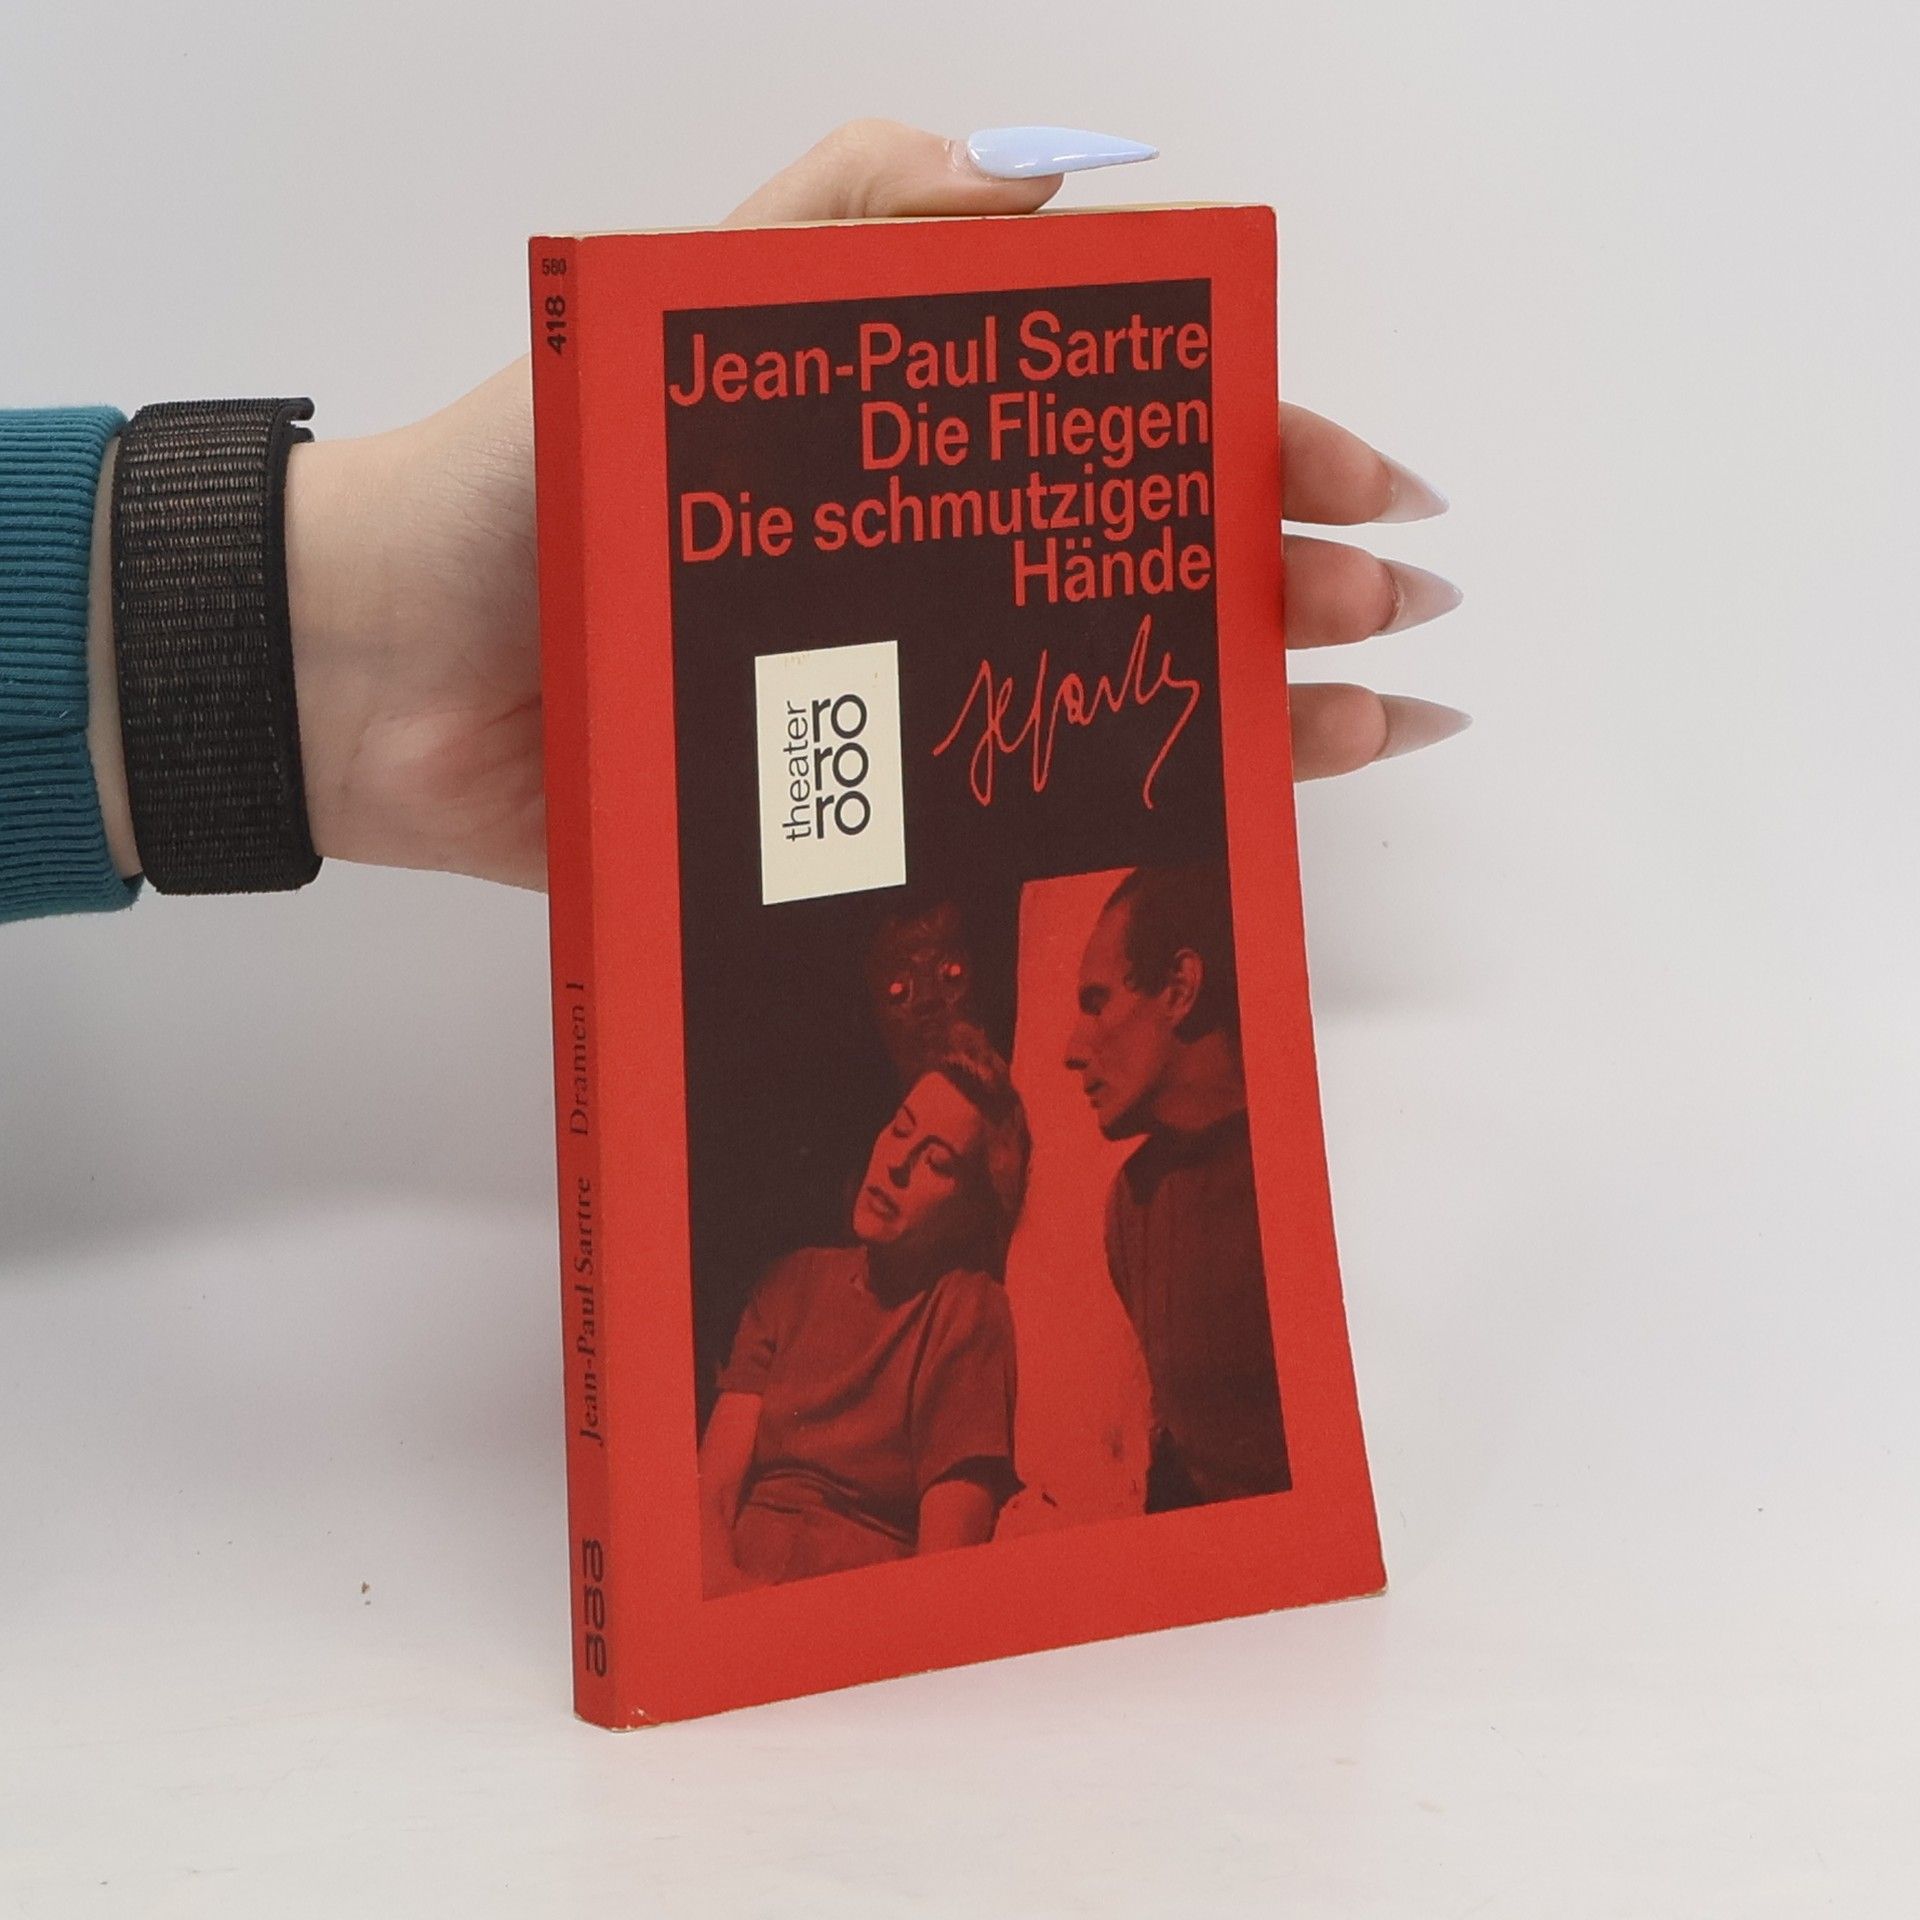 580
418
Jean-Paul Sartre Dramen I
ro ro ro
Jean-Paul Sartre
Die Fliegen
Die schmutzigen
Hände
theater
ro
ro
ro